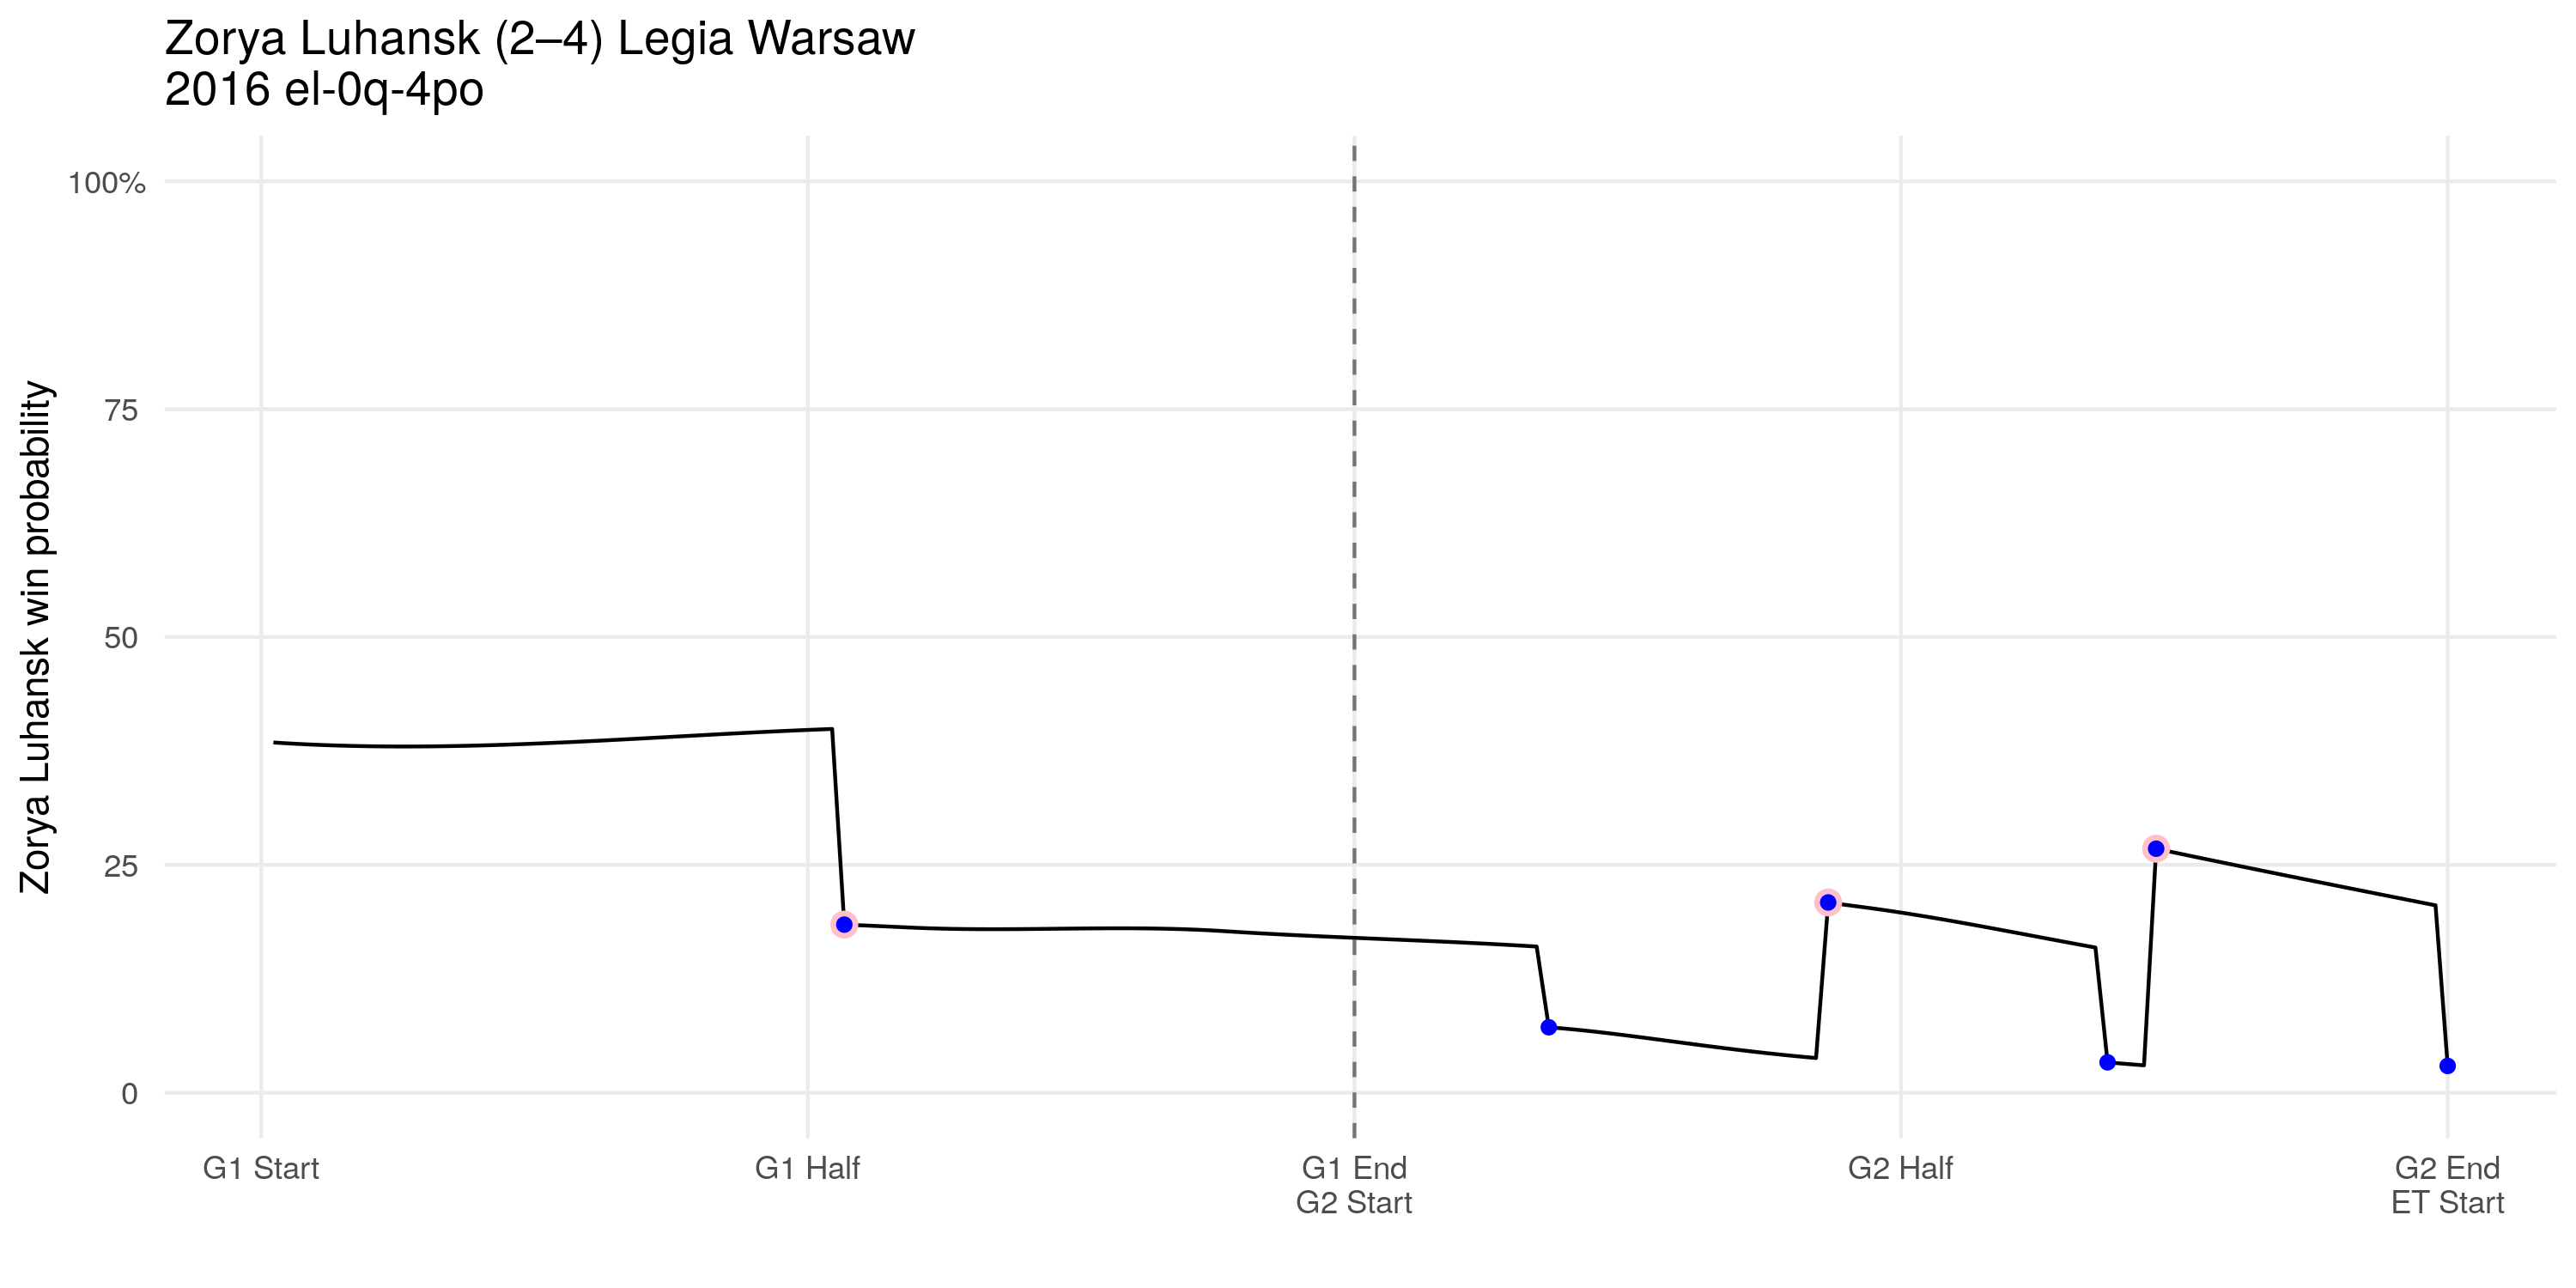 Zorya Luhansk (2–4) Legia Warsaw
2016 el-0q-4po
Zorya Luhansk win probability
100%
75
50
25
0
G1 Start
G1 Half
G1 End
G2 Start
G2 Half
G2 End
ET Start